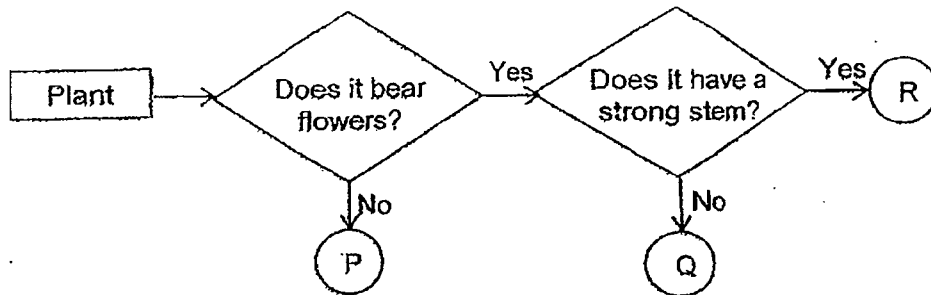 Plant
Does it bear
flowers?
Yes
Does it have a
strong stem?
Yes
R
No
P
No
Q